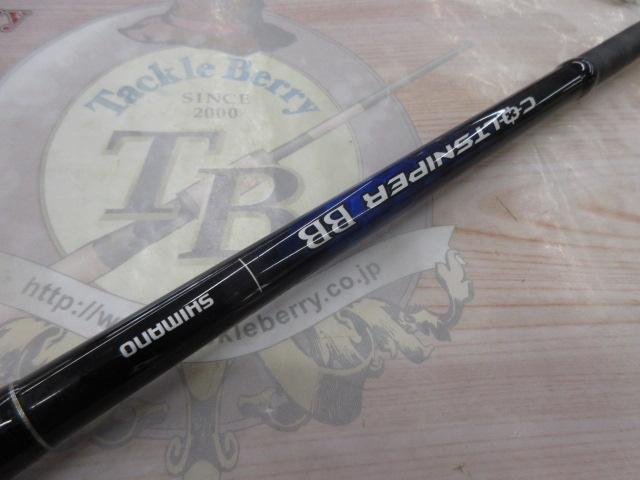 Tackle Berry
SINCE
2000
TB
http://w
kleberry.co.jp
COLTSNIPER BB
SHIMANO